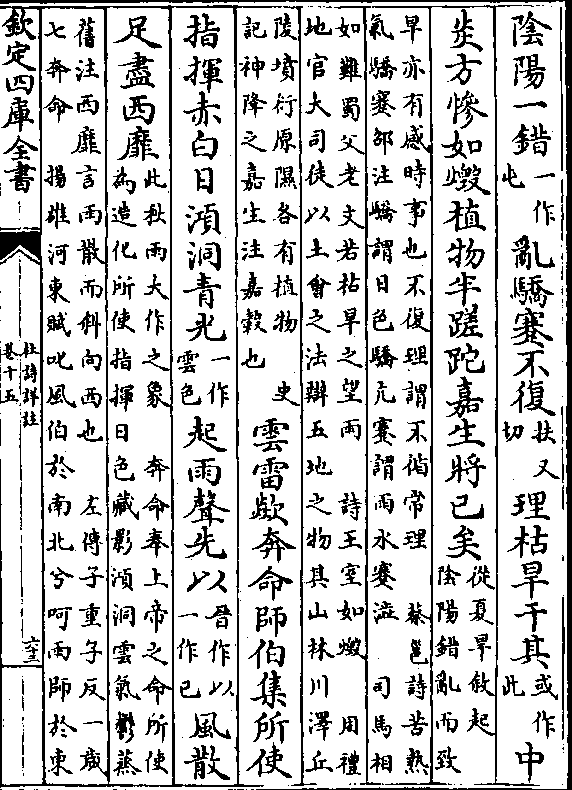 陰陽一錯一作屯亂驕蹇不復扶又切理枯旱干其或作此中
炎方慘如燬植物半蹉跎嘉生將已矣從夏旱敘起陰陽錯亂而致
旱亦有感時事也不復理謂不循常理 蔡邕詩苦熱
氣驕蹇邵注驕謂日色驕亢蹇謂雨水蹇澁 司馬相
如難蜀父老文若枯旱之望雨 詩王室如燬 周禮
地官大司徒以土會之法辨五地之物其山林川澤丘
陵墳衍原隰各有植物 史
記神降之嘉生注嘉穀也
雲雷欻奔命師伯集所使
指揮赤白日澒洞青光一作雲色起雨聲先以晉作以一作已風散
足盡西靡
此秋雨大作之象 奔命奉上帝之命所使
為造化所使指揮日色藏影澒洞雲氣鬱蒸
舊注西靡言雨散而斜向西也 左傳子重子反一歲
七奔命 揚雄河東賦叱風伯於南北兮呵雨師於東
欽定四庫全書
杜詩詳註
卷十五
六十三